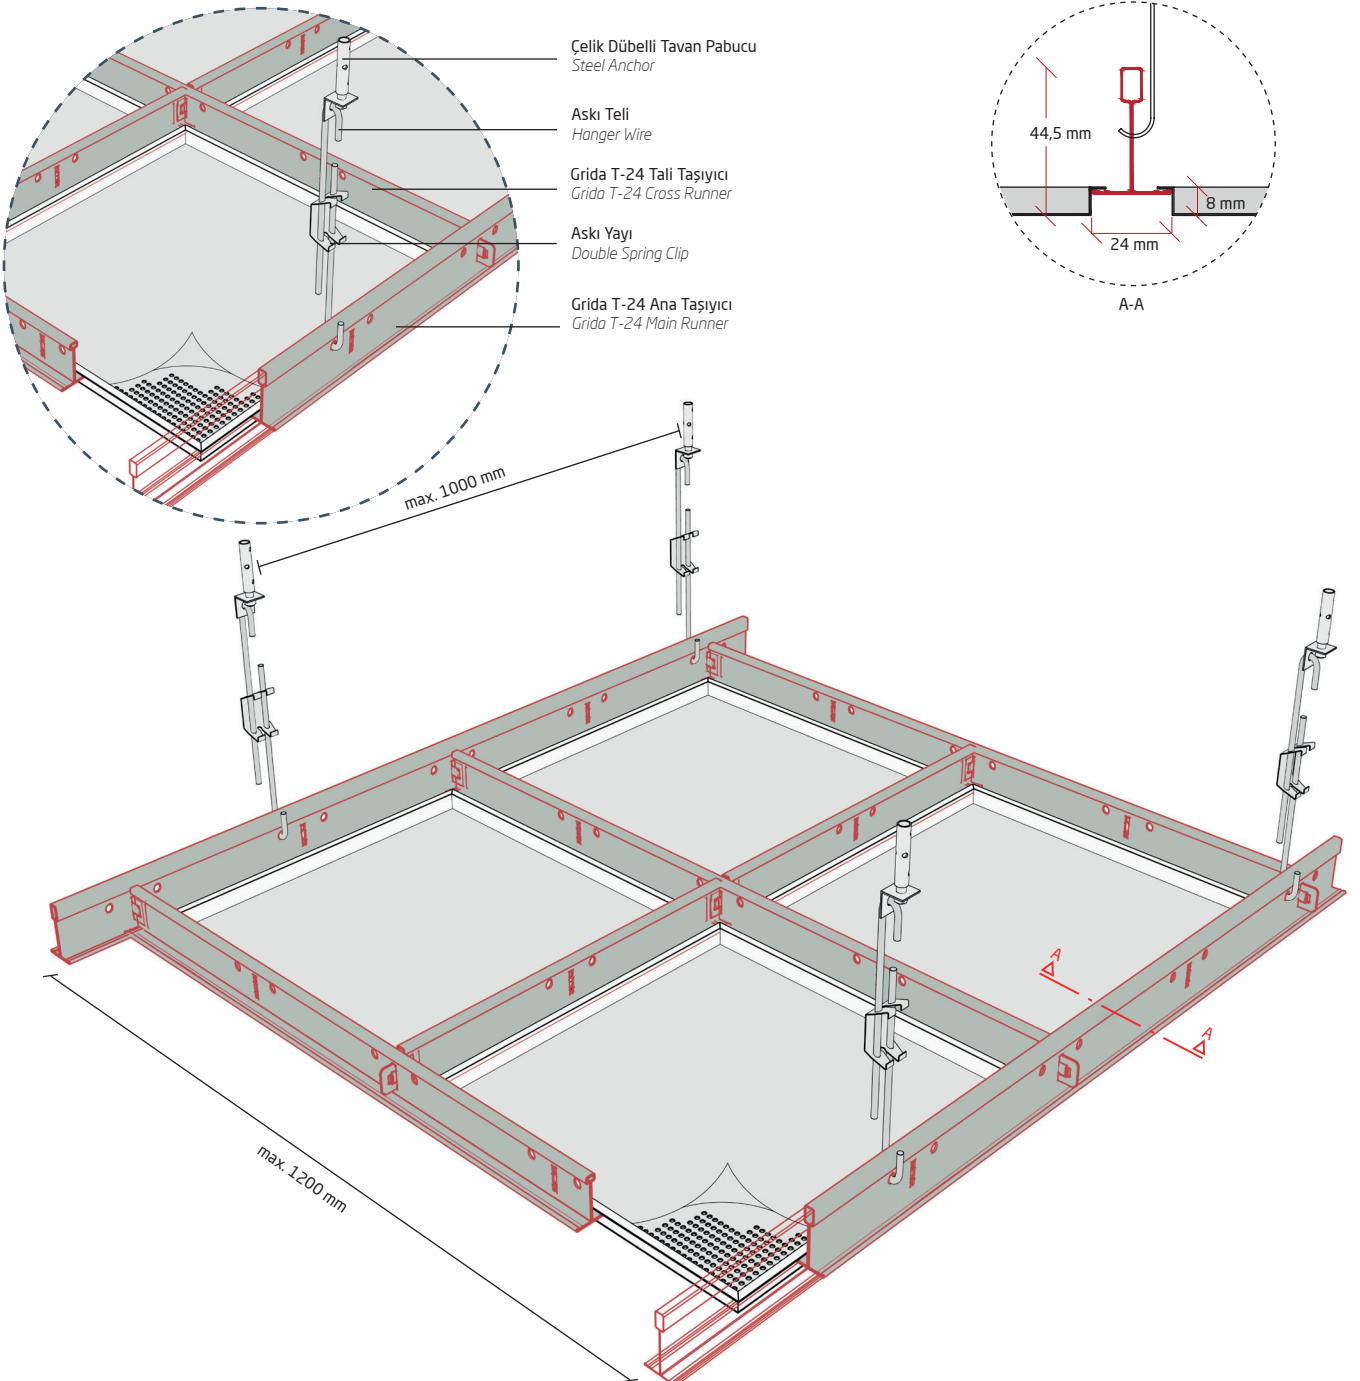 Çelik Dübelli Tavan Pabucu
Steel Anchor
Askı Teli
Hanger Wire
Grida T-24 Tali Taşıyıcı
Grida T-24 Cross Runner
Askı Yayı
Double Spring Clip
Grida T-24 Ana Taşıyıcı
Grida T-24 Main Runner
44,5 mm
8 mm
24 mm
A-A
max. 1000 mm
A
A
max. 1200 mm